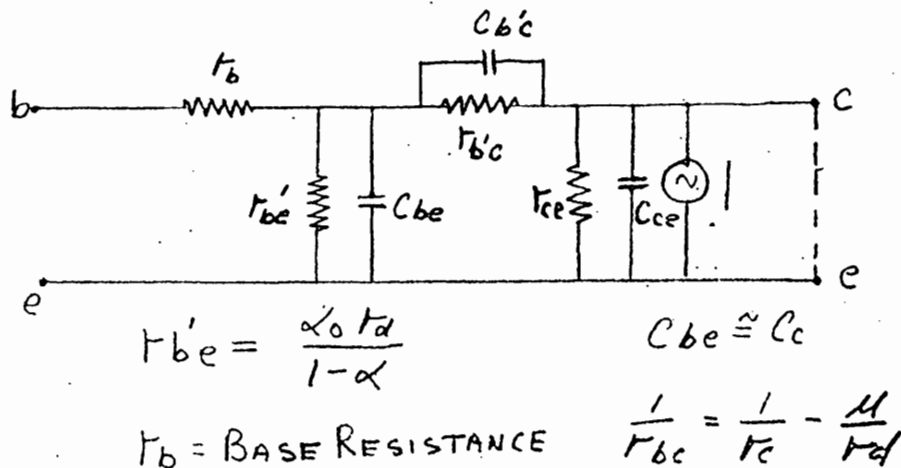 Cb'c
rb
b
c
rb'c
rbe'
Cbe
rce
Cce
e
e
rb'e = α₀ rd / 1-α
Cbe ≅ Cc
rb = BASE RESISTANCE
1/rbc = 1/rc - μ/rd